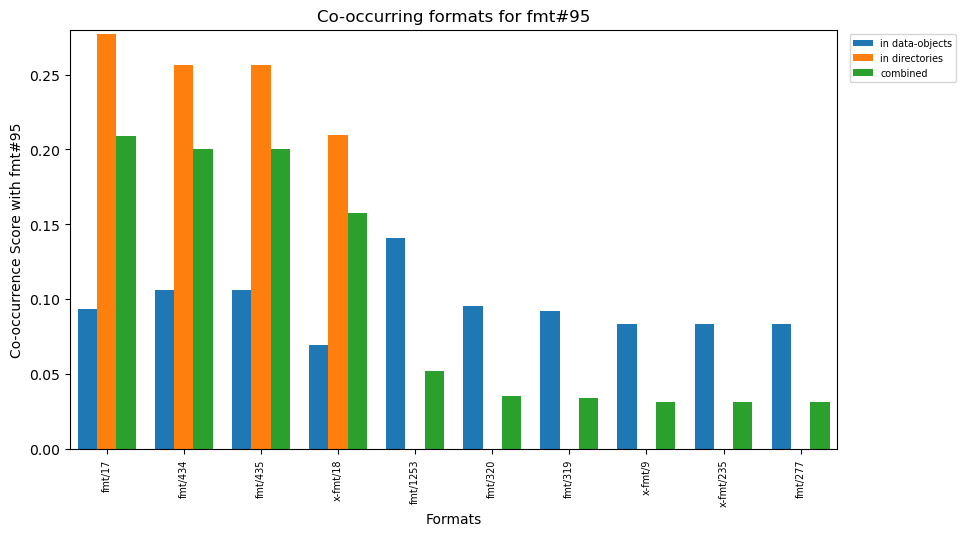 Co-occurring formats for fmt#95
in data-objects
in directories
combined
Co-occurrence Score with fmt#95
0.25
0.20
0.15
0.10
0.05
0.00
fmt/17
fmt/434
fmt/435
x-fmt/18
fmt/1253
fmt/320
fmt/319
x-fmt/9
x-fmt/235
fmt/277
Formats